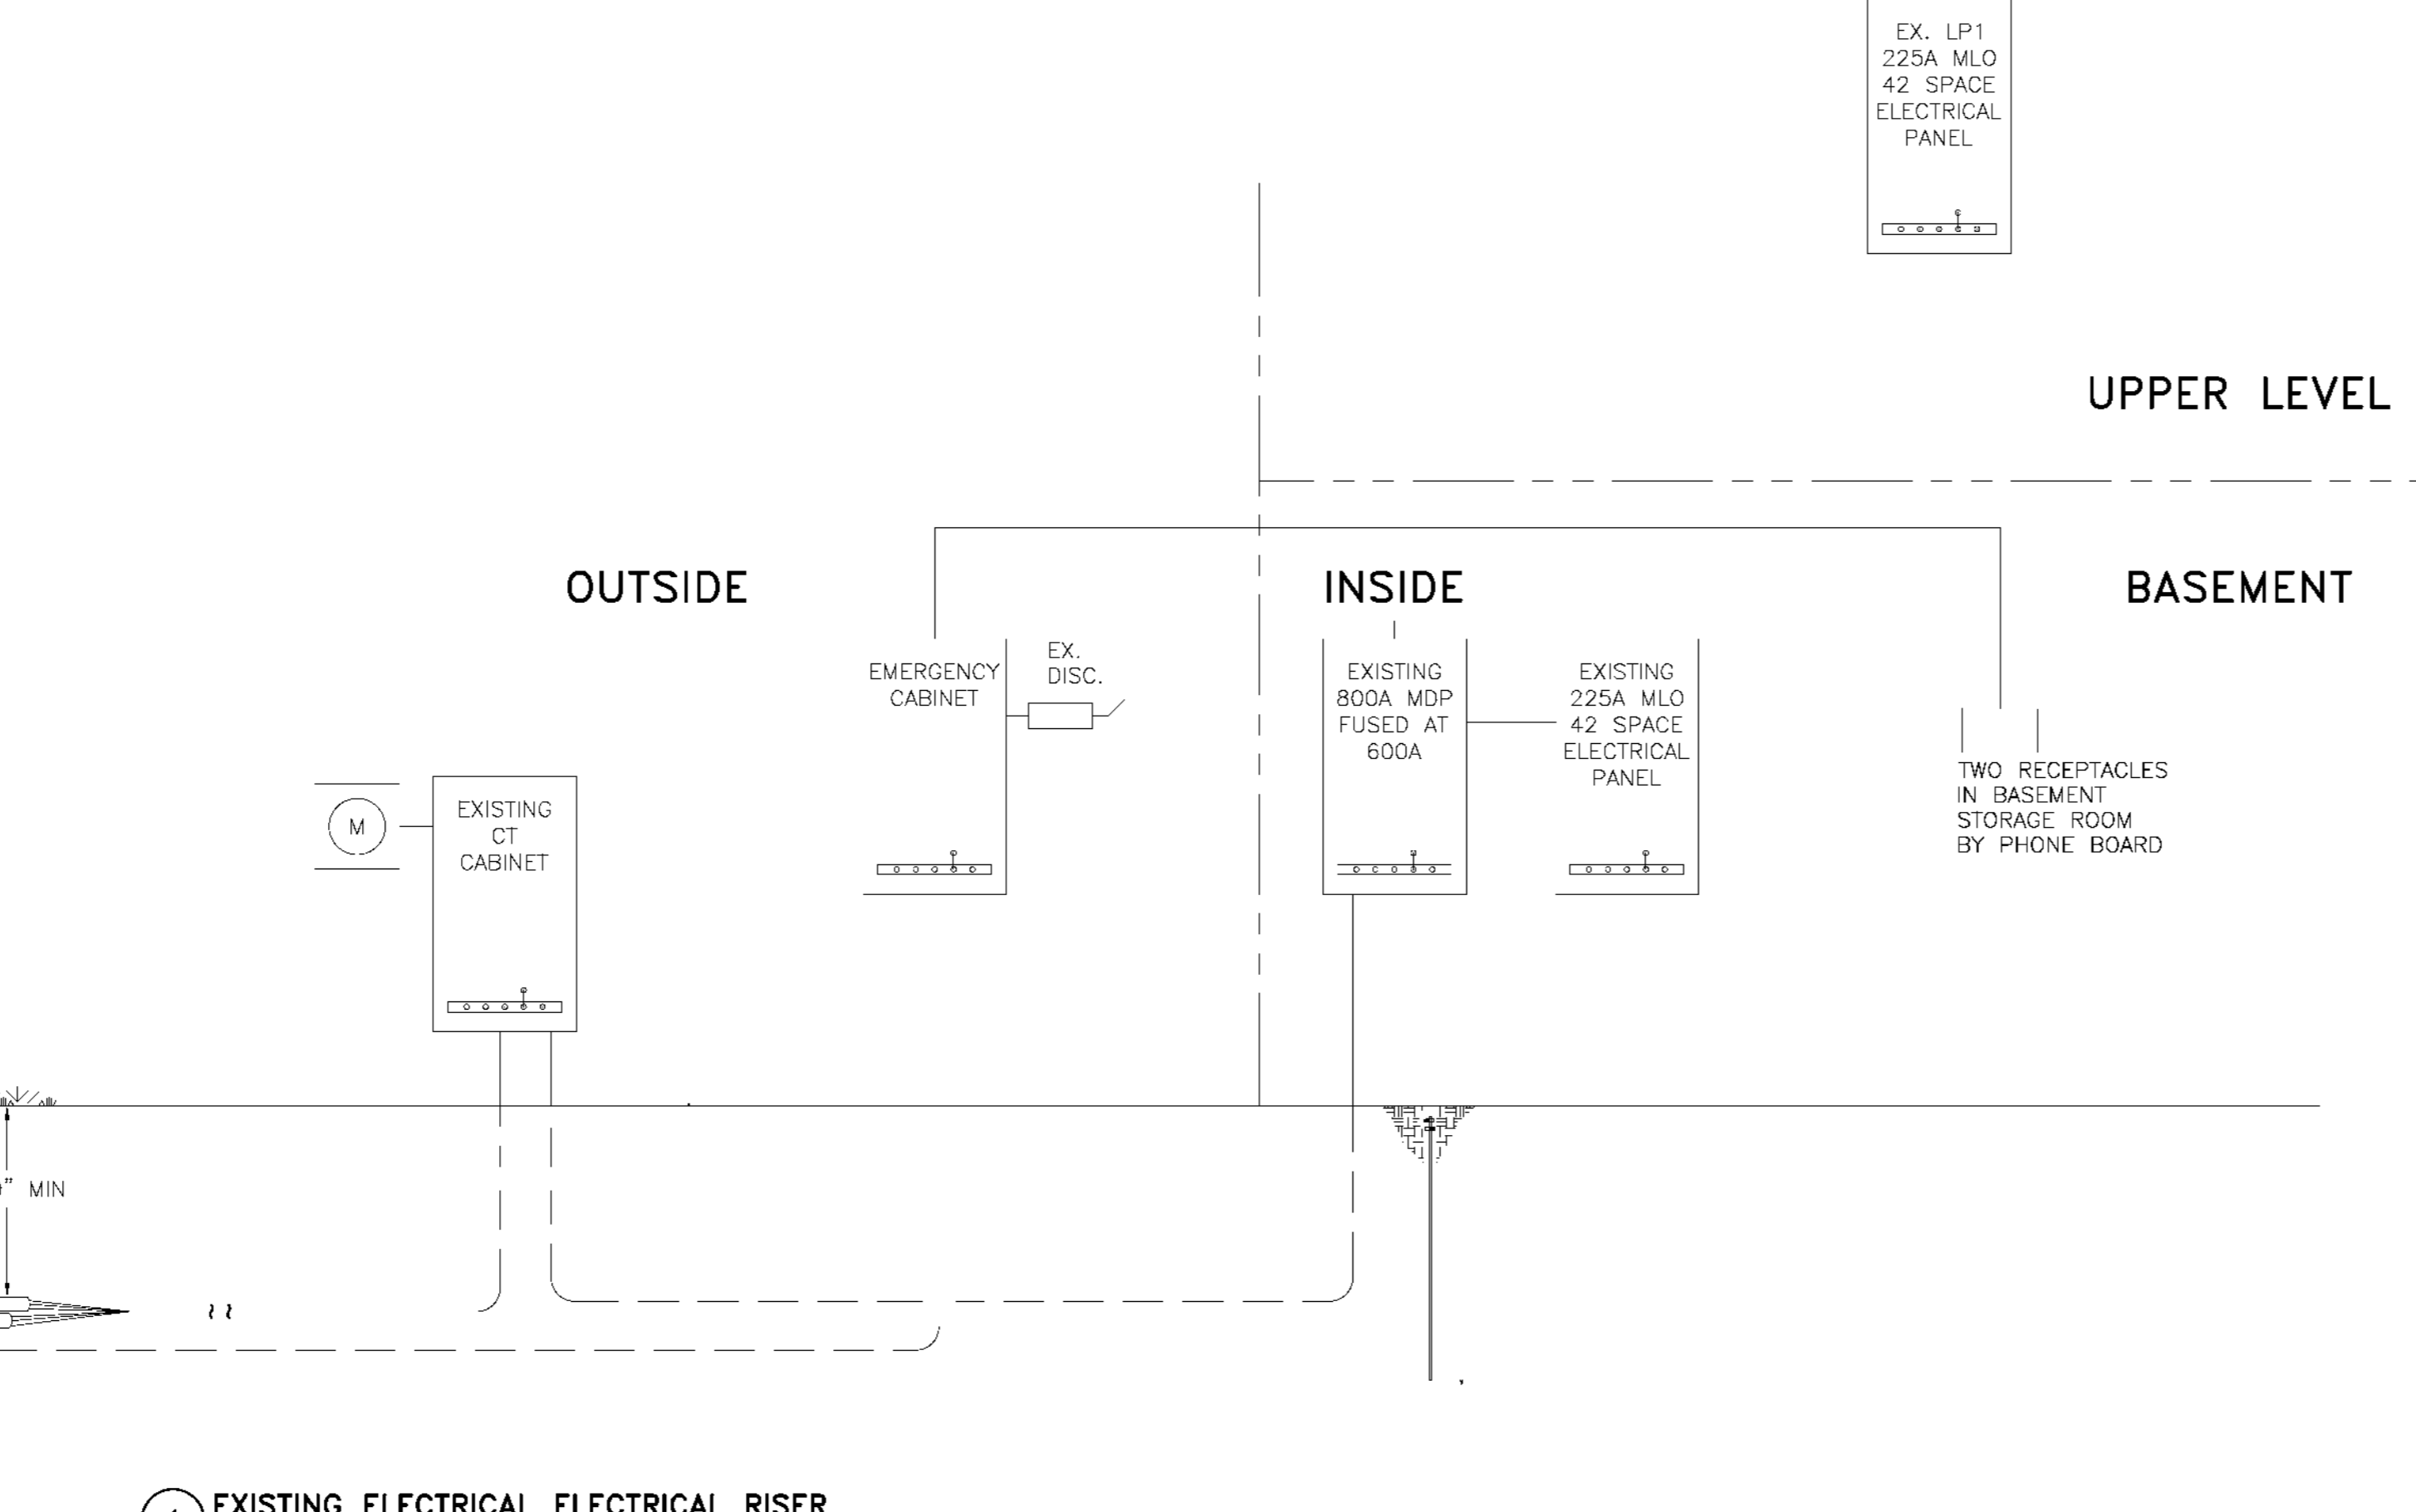 EX. LP1
225A MLO
42 SPACE
ELECTRICAL
PANEL
UPPER LEVEL
OUTSIDE
INSIDE
BASEMENT
EMERGENCY
CABINET
EX.
DISC.
EXISTING
800A MDP
FUSED AT
600A
EXISTING
225A MLO
42 SPACE
ELECTRICAL
PANEL
TWO RECEPTACLES
IN BASEMENT
STORAGE ROOM
BY PHONE BOARD
M
EXISTING
CT
CABINET
" MIN
EXISTING ELECTRICAL ELECTRICAL RISER